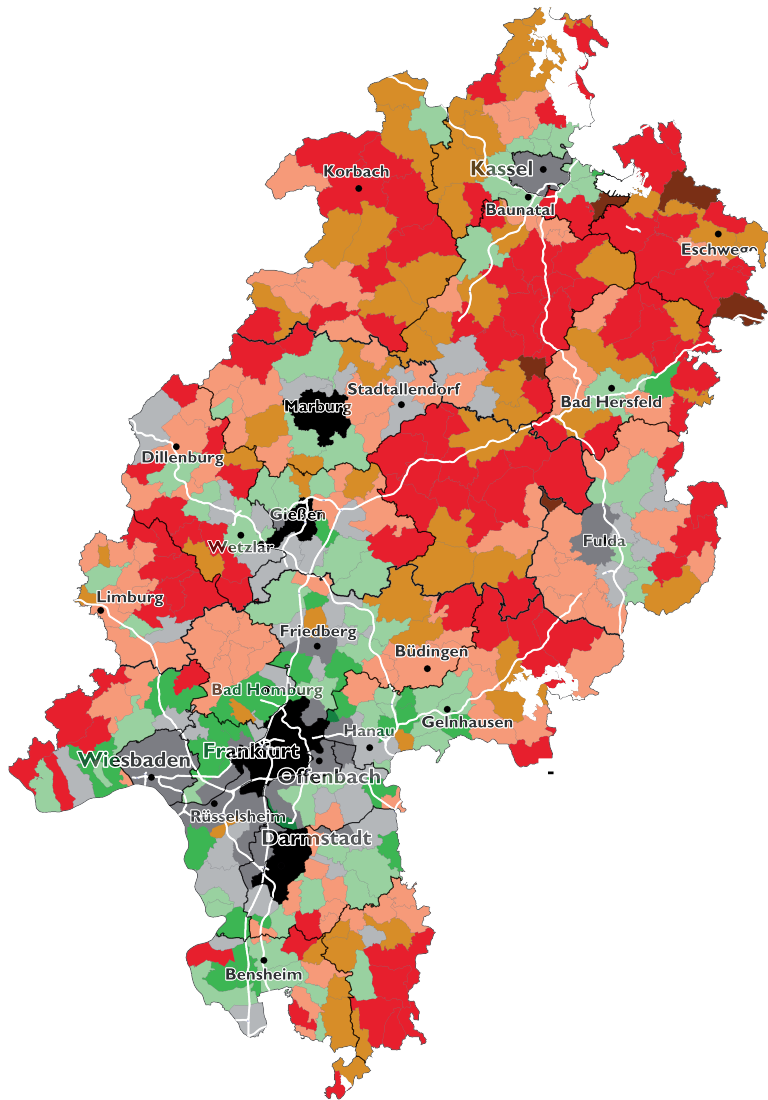 Kassel
Korbach
Baunatal
Eschwege
Stadtallendorf
Marburg
Bad Hersfeld
Dillenburg
Gießen
Wetzlar
Fulda
Limburg
Friedberg
Büdingen
Bad Homburg
Gelnhausen
Hanau
Frankfurt
Wiesbaden
Offenbach
Rüsselsheim
Darmstadt
Bensheim